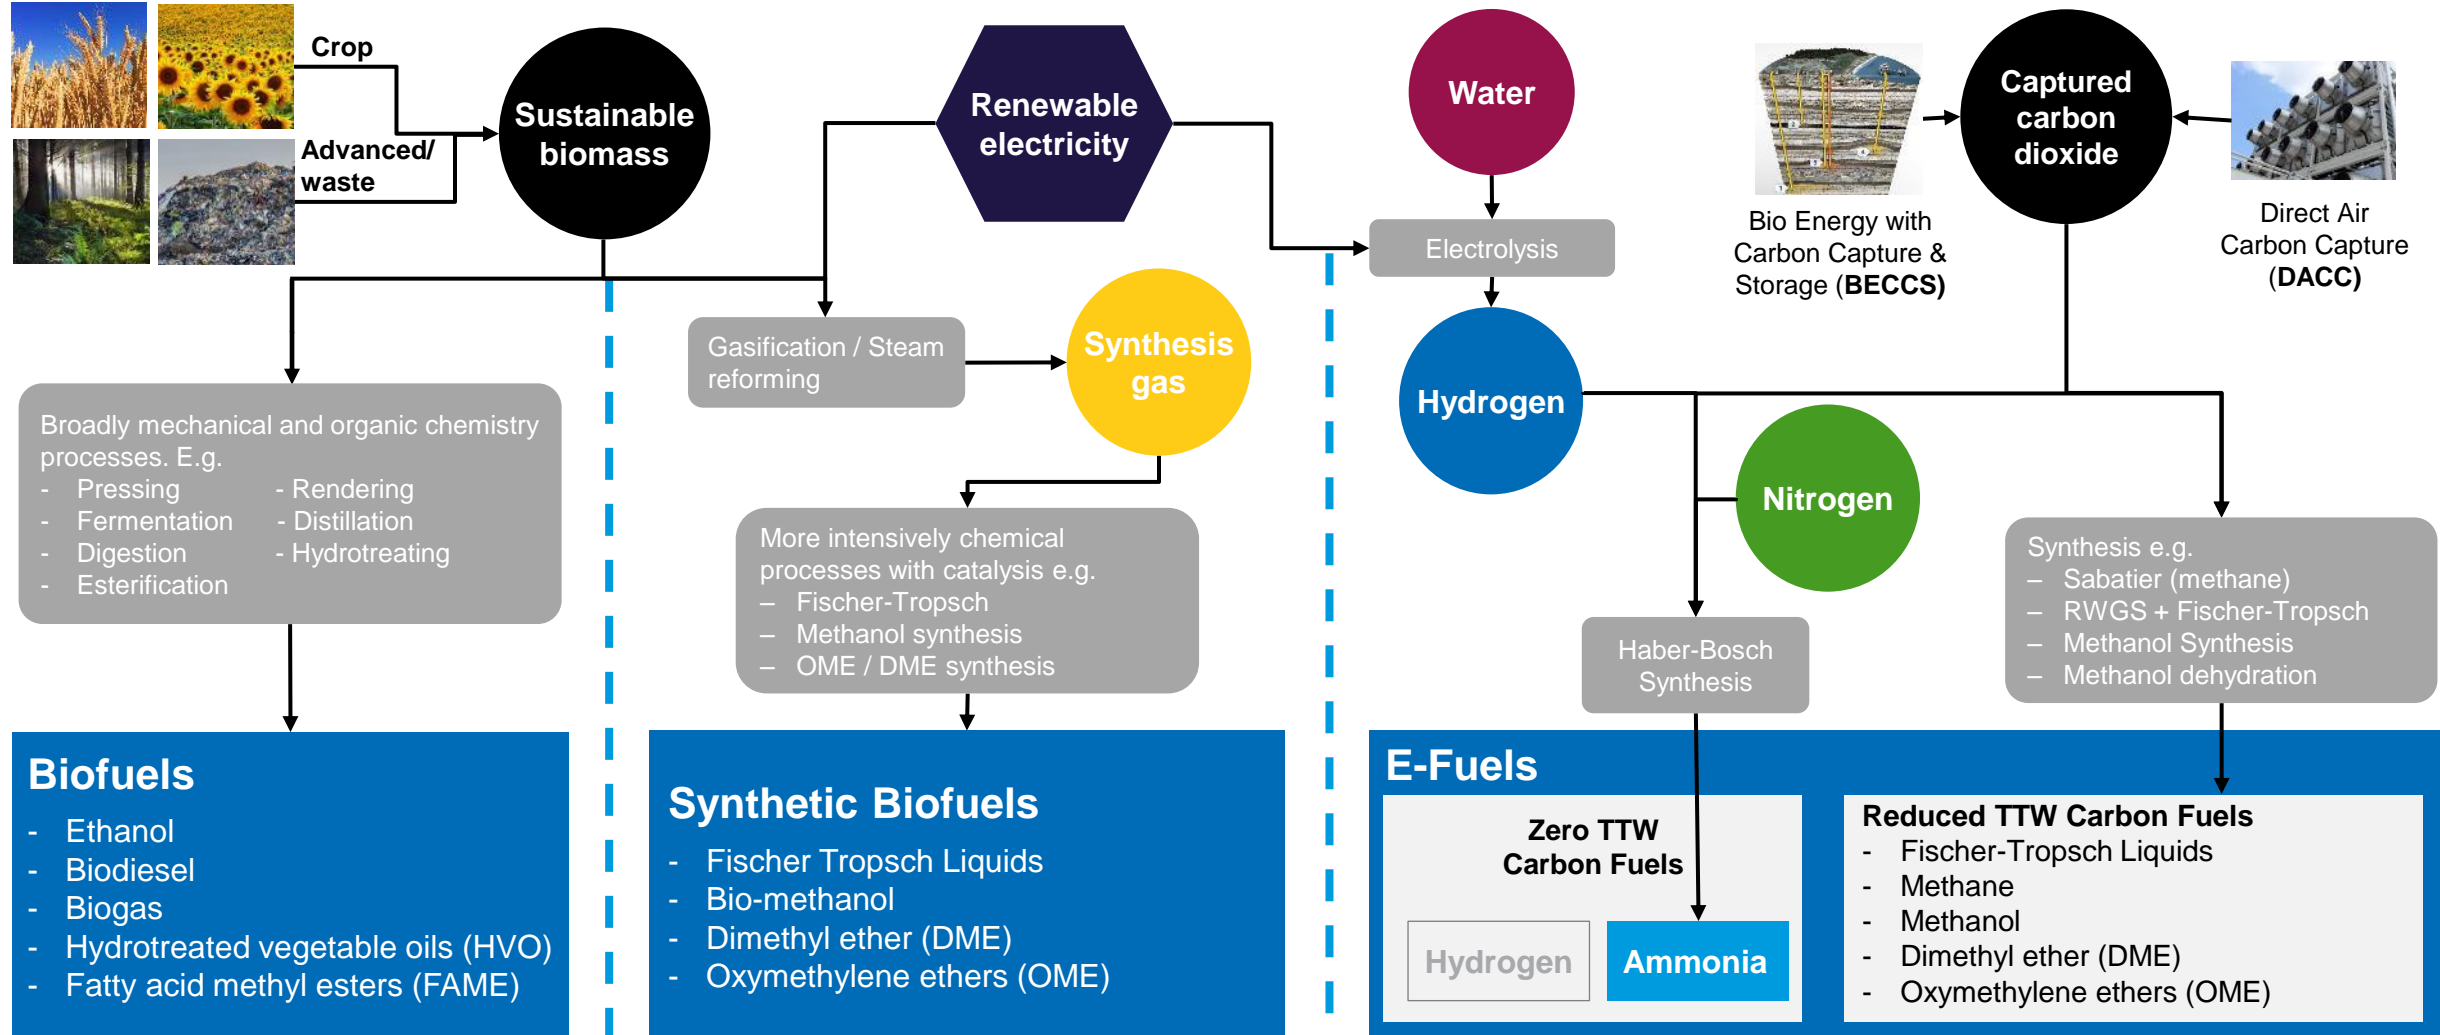 Crop
Advanced/
waste
Sustainable
biomass
Renewable
electricity
Water
Captured
carbon
dioxide
Electrolysis
Bio Energy with
Carbon Capture &
Storage (BECCS)
Direct Air
Carbon Capture
(DACC)
Gasification / Steam
reforming
Synthesis
gas
Hydrogen
Nitrogen
Broadly mechanical and organic chemistry
processes. E.g.
- Pressing - Rendering
- Fermentation - Distillation
- Digestion - Hydrotreating
- Esterification
More intensively chemical
processes with catalysis e.g.
– Fischer-Tropsch
– Methanol synthesis
– OME / DME synthesis
Haber-Bosch
Synthesis
Synthesis e.g.
– Sabatier (methane)
– RWGS + Fischer-Tropsch
– Methanol Synthesis
– Methanol dehydration
Biofuels
- Ethanol
- Biodiesel
- Biogas
- Hydrotreated vegetable oils (HVO)
- Fatty acid methyl esters (FAME)
Synthetic Biofuels
- Fischer Tropsch Liquids
- Bio-methanol
- Dimethyl ether (DME)
- Oxymethylene ethers (OME)
E-Fuels
Zero TTW
Carbon Fuels
Hydrogen
Ammonia
Reduced TTW Carbon Fuels
- Fischer-Tropsch Liquids
- Methane
- Methanol
- Dimethyl ether (DME)
- Oxymethylene ethers (OME)